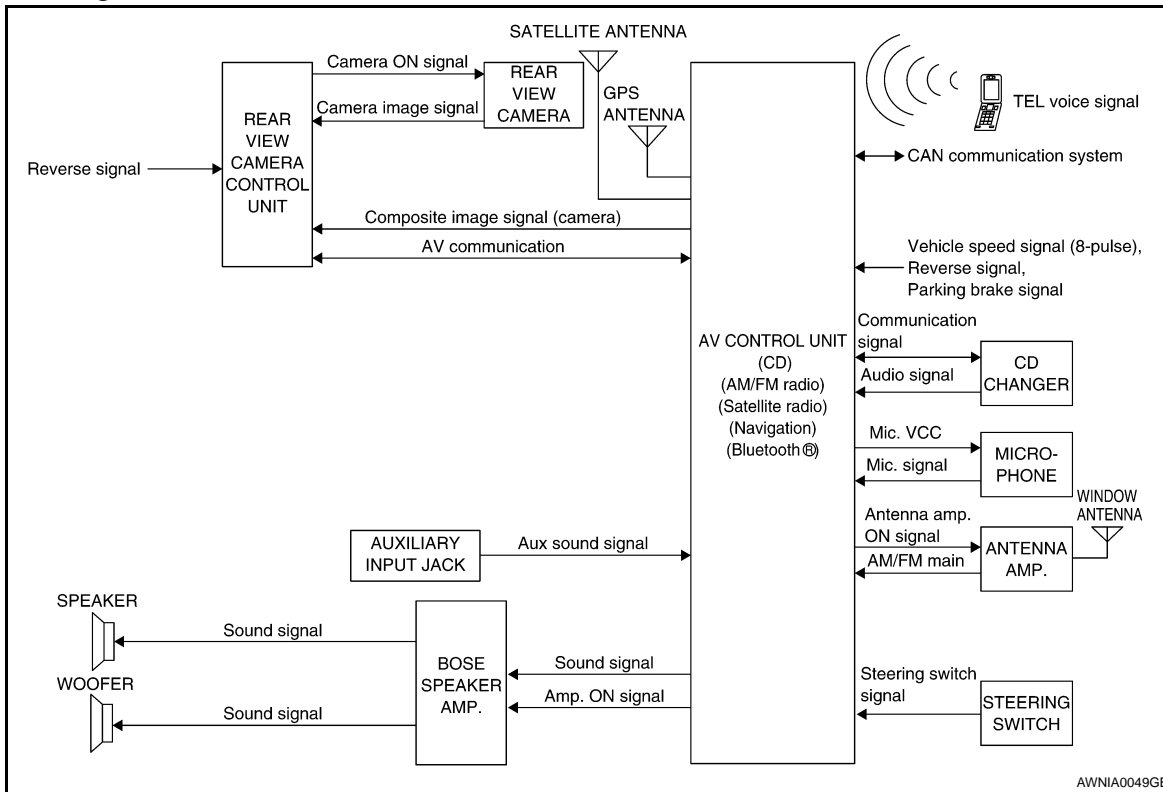 SATELLITE ANTENNA
Camera ON signal
REAR
VIEW
CAMERA
Camera image signal
GPS
ANTENNA
REAR
VIEW
CAMERA
CONTROL
UNIT
Reverse signal
Composite image signal (camera)
AV communication
TEL voice signal
CAN communication system
Vehicle speed signal (8-pulse),
Reverse signal,
Parking brake signal
AV CONTROL UNIT
(CD)
(AM/FM radio)
(Satellite radio)
(Navigation)
(Bluetooth®)
Communication
signal
Audio signal
CD
CHANGER
Mic. VCC
Mic. signal
MICRO-
PHONE
WINDOW
ANTENNA
Antenna amp.
ON signal
AM/FM main
ANTENNA
AMP.
AUXILIARY
INPUT JACK
Aux sound signal
SPEAKER
Sound signal
WOOFER
Sound signal
BOSE
SPEAKER
AMP.
Sound signal
Amp. ON signal
Steering switch
signal
STEERING
SWITCH